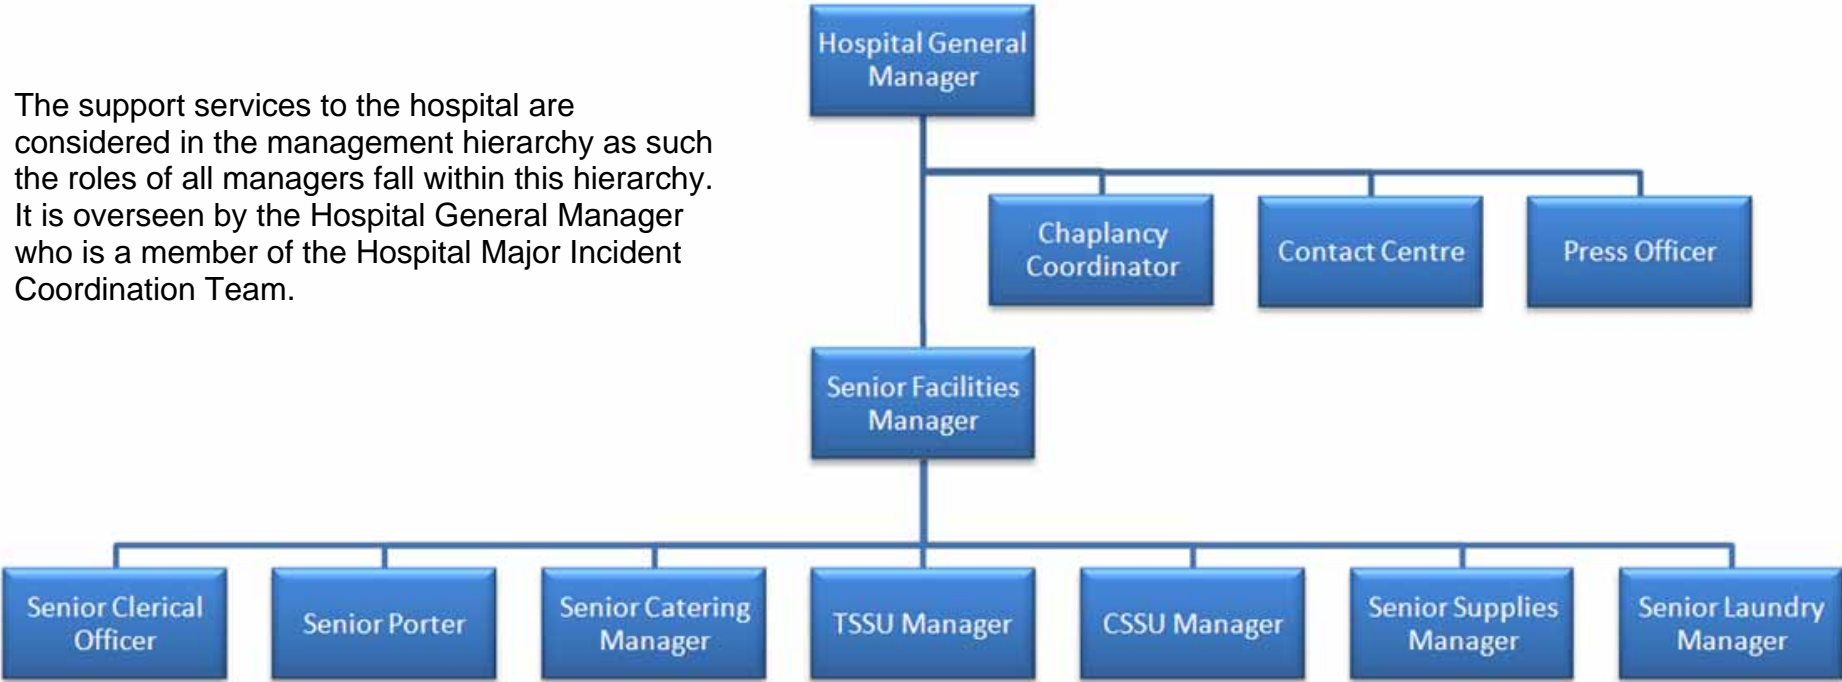 Hospital General
Manager
The support services to the hospital are
considered in the management hierarchy as such
the roles of all managers fall within this hierarchy.
It is overseen by the Hospital General Manager
who is a member of the Hospital Major Incident
Coordination Team.
Chaplancy
Coordinator
Contact Centre
Press Officer
Senior Facilities
Manager
Senior Clerical
Officer
Senior Porter
Senior Catering
Manager
TSSU Manager
CSSU Manager
Senior Supplies
Manager
Senior Laundry
Manager